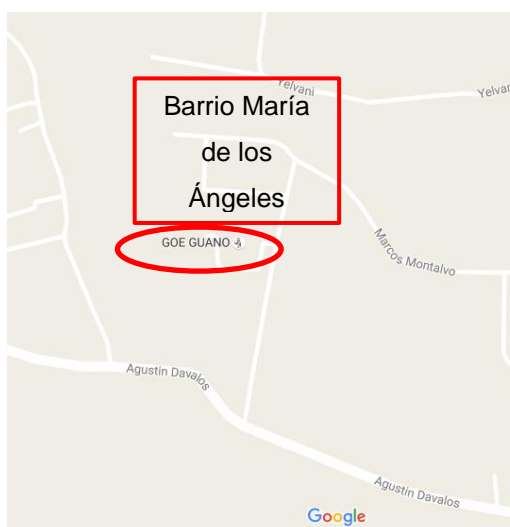 Yelvani
Yelvan
Barrio María
de los
Ángeles
GOE GUANO
Marcos Montalvo
Agustin Davalos
Agustin Davalos
Google